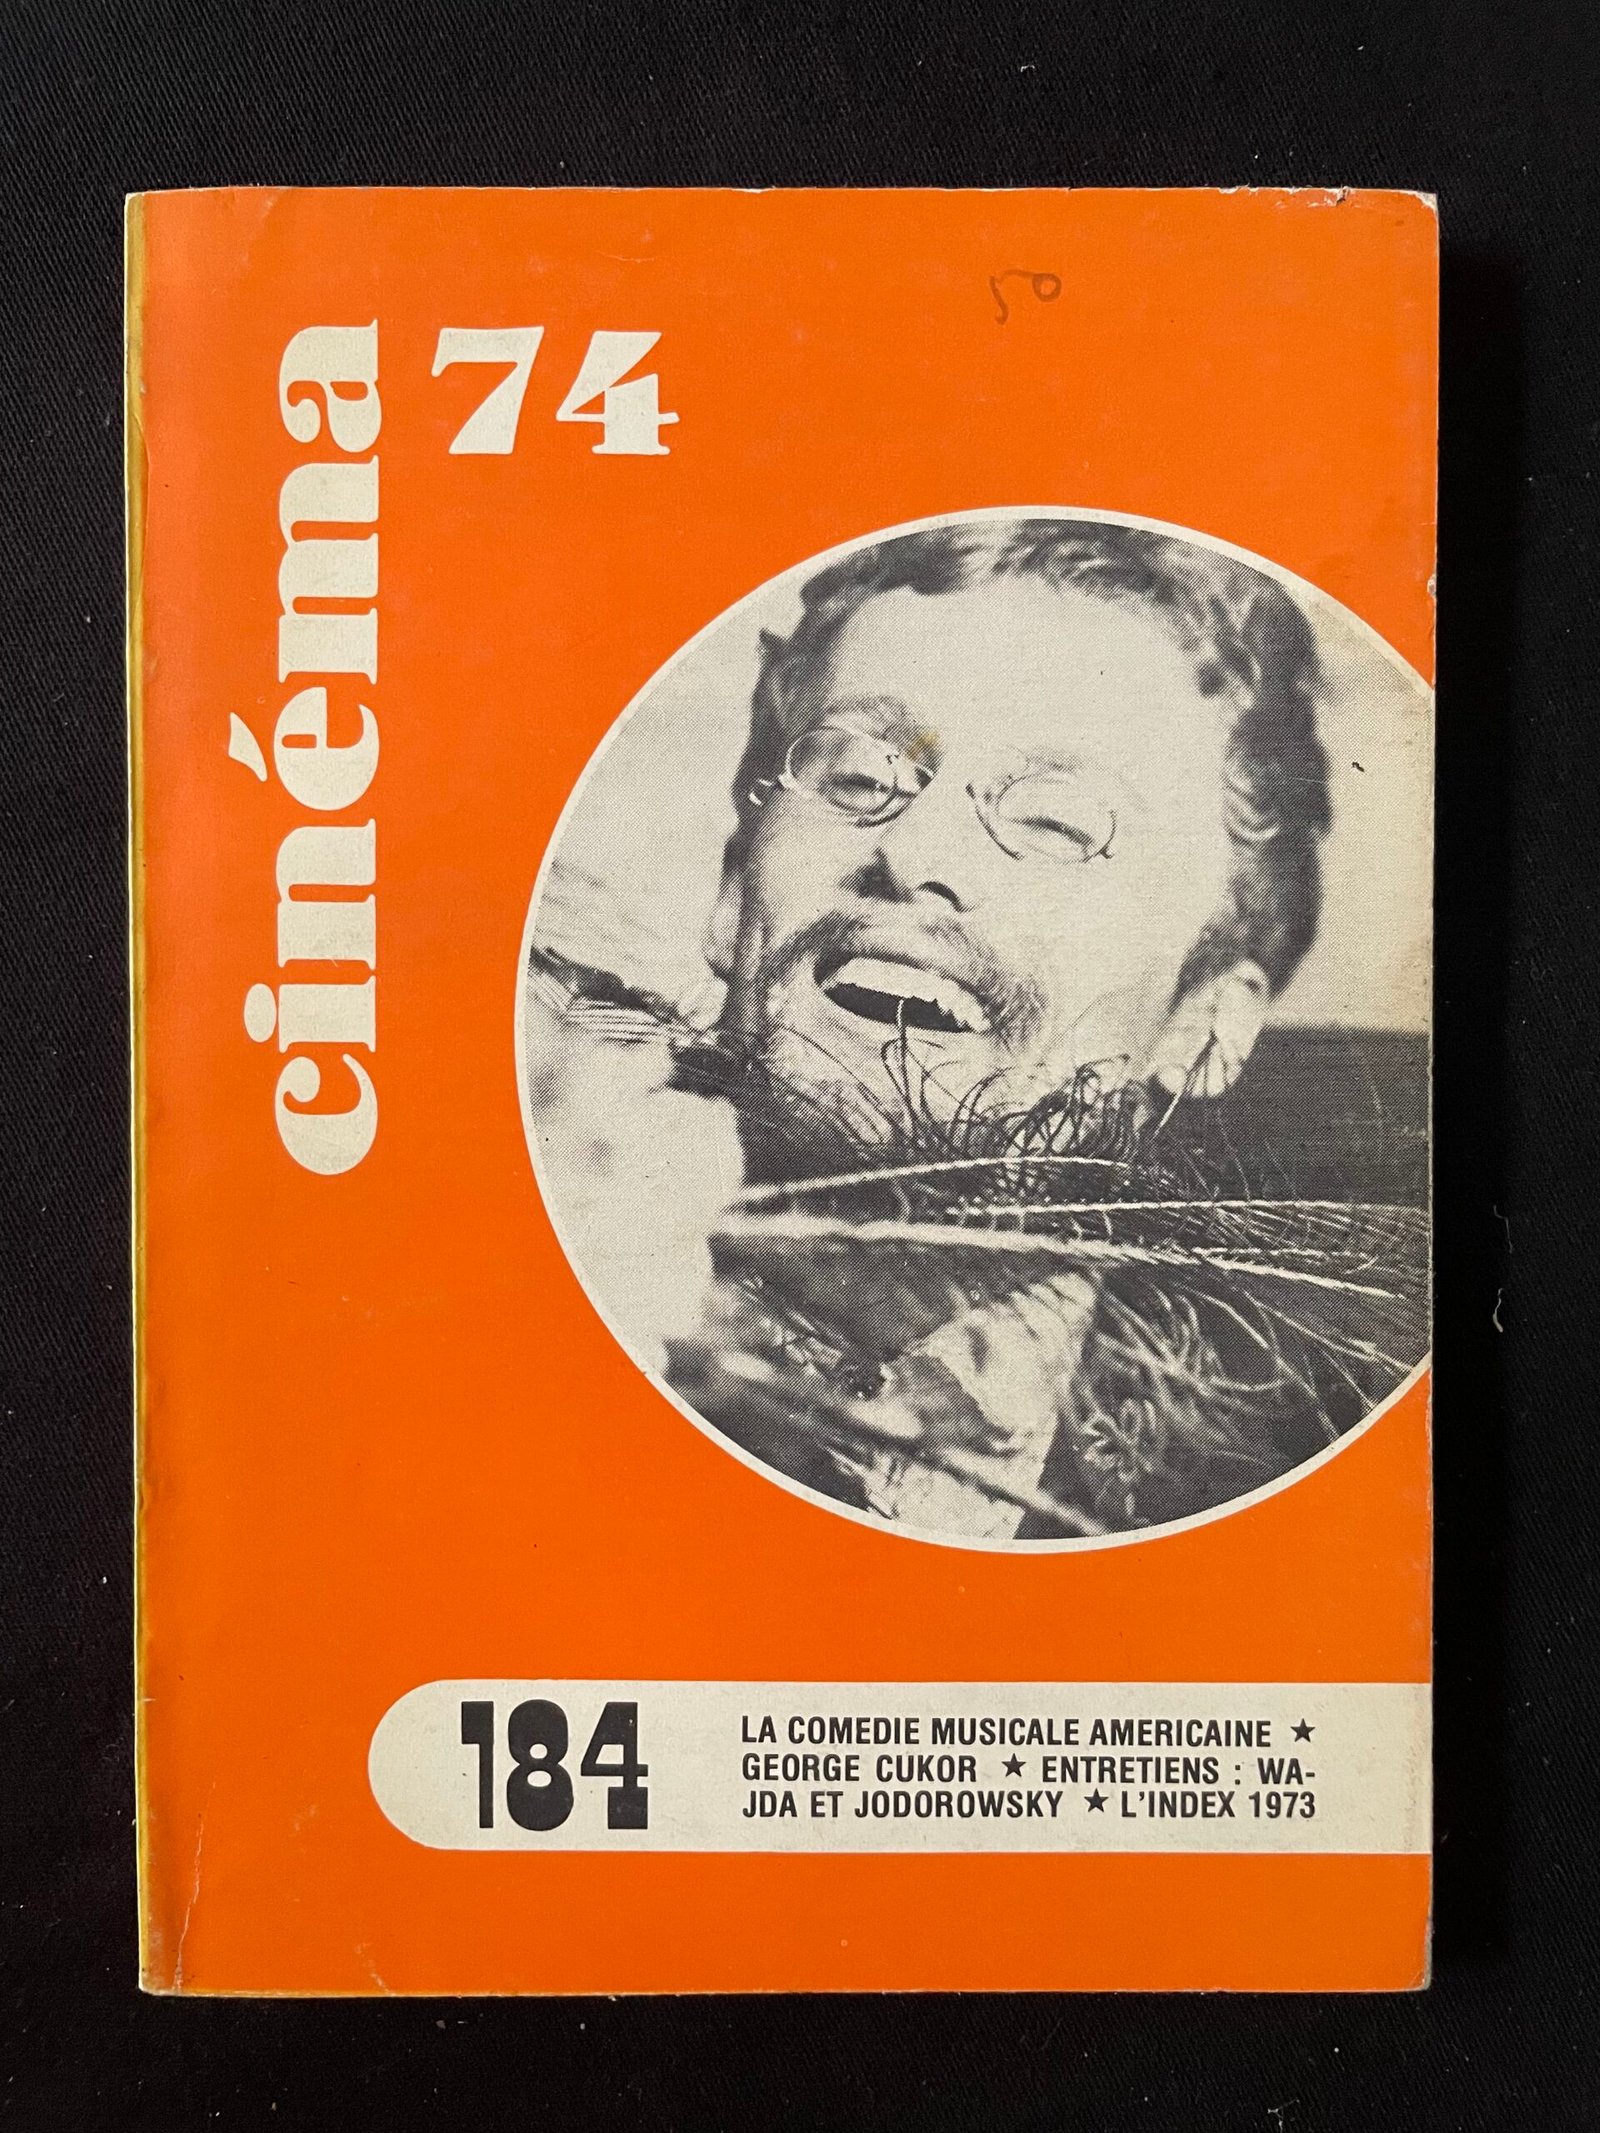 cinéma 74
50
184
LA COMEDIE MUSICALE AMERICAINE ★
GEORGE CUKOR ★ ENTRETIENS : WA-
JDA ET JODOROWSKY ★ L'INDEX 1973